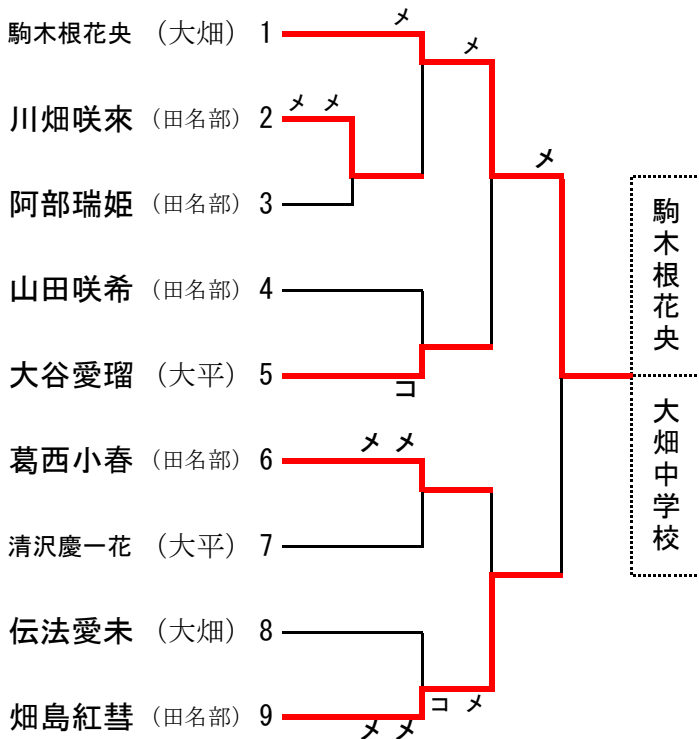 駒木根花央 (大畑) 1 メ メ
川畑咲來 (田名部) 2 メ メ
メ
阿部瑞姫 (田名部) 3
山田咲希 (田名部) 4
大谷愛瑠 (大平) 5 コ
葛西小春 (田名部) 6 メ メ
清沢慶一花 (大平) 7
伝法愛未 (大畑) 8
畑島紅彗 (田名部) 9 メ メ
コ メ
駒木根花央
大畑中学校